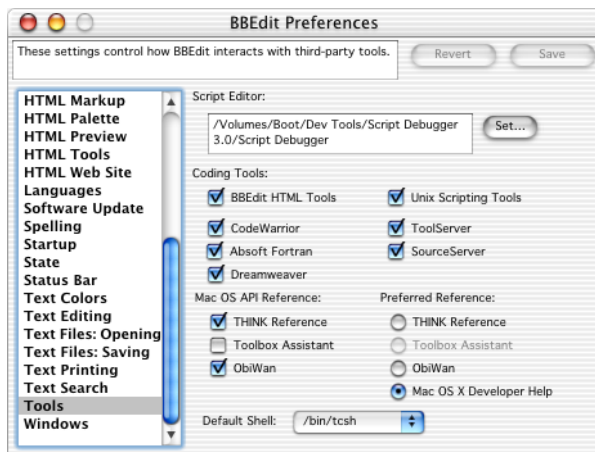 BBEdit Preferences
These settings control how BBEdit interacts with third-party tools.
Revert
Save
HTML Markup
HTML Palette
HTML Preview
HTML Tools
HTML Web Site
Languages
Software Update
Spelling
Startup
State
Status Bar
Text Colors
Text Editing
Text Files: Opening
Text Files: Saving
Text Printing
Text Search
Tools
Windows
Script Editor:
/Volumes/Boot/Dev Tools/Script Debugger
3.0/Script Debugger
Set...
Coding Tools:
BBEdit HTML Tools
Unix Scripting Tools
CodeWarrior
ToolServer
Absoft Fortran
SourceServer
Dreamweaver
Mac OS API Reference:
Preferred Reference:
THINK Reference
THINK Reference
Toolbox Assistant
Toolbox Assistant
ObiWan
ObiWan
Mac OS X Developer Help
Default Shell:
/bin/tcsh